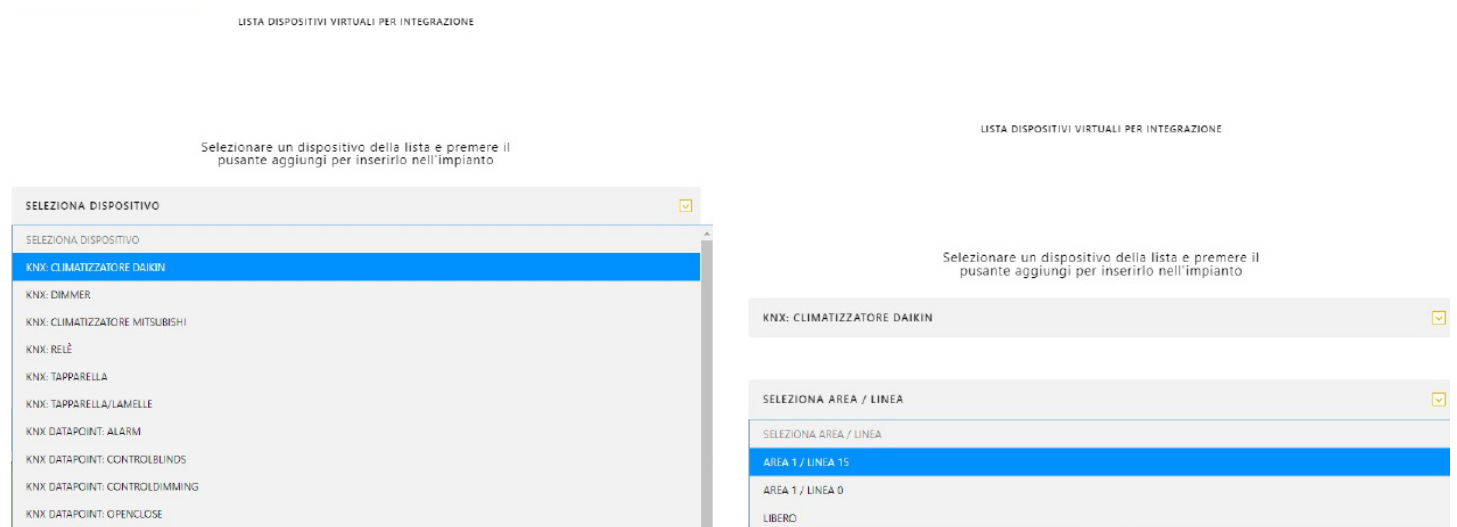 LISTA DISPOSITIVI VIRTUALI PER INTEGRAZIONE
Selezionare un dispositivo della lista e premere il
pusante aggiungi per inserirlo nell'impianto
SELEZIONA DISPOSITIVO
SELEZIONA DISPOSITIVO
KNX: CLIMATIZZATORE DAIKIN
KNX: DIMMER
KNX: CLIMATIZZATORE MITSUBISHI
KNX: RELÈ
KNX: TAPPARELLA
KNX: TAPPARELLA/LAMELLE
KNX DATAPOINT: ALARM
KNX DATAPOINT: CONTROLBLINDS
KNX DATAPOINT: CONTROLDIMMING
KNX DATAPOINT: OPENCLOSE
LISTA DISPOSITIVI VIRTUALI PER INTEGRAZIONE
Selezionare un dispositivo della lista e premere il
pusante aggiungi per inserirlo nell'impianto
KNX: CLIMATIZZATORE DAIKIN
SELEZIONA AREA / LINEA
SELEZIONA AREA / LINEA
AREA 1 / LINEA 15
AREA 1 / LINEA 0
LIBERO